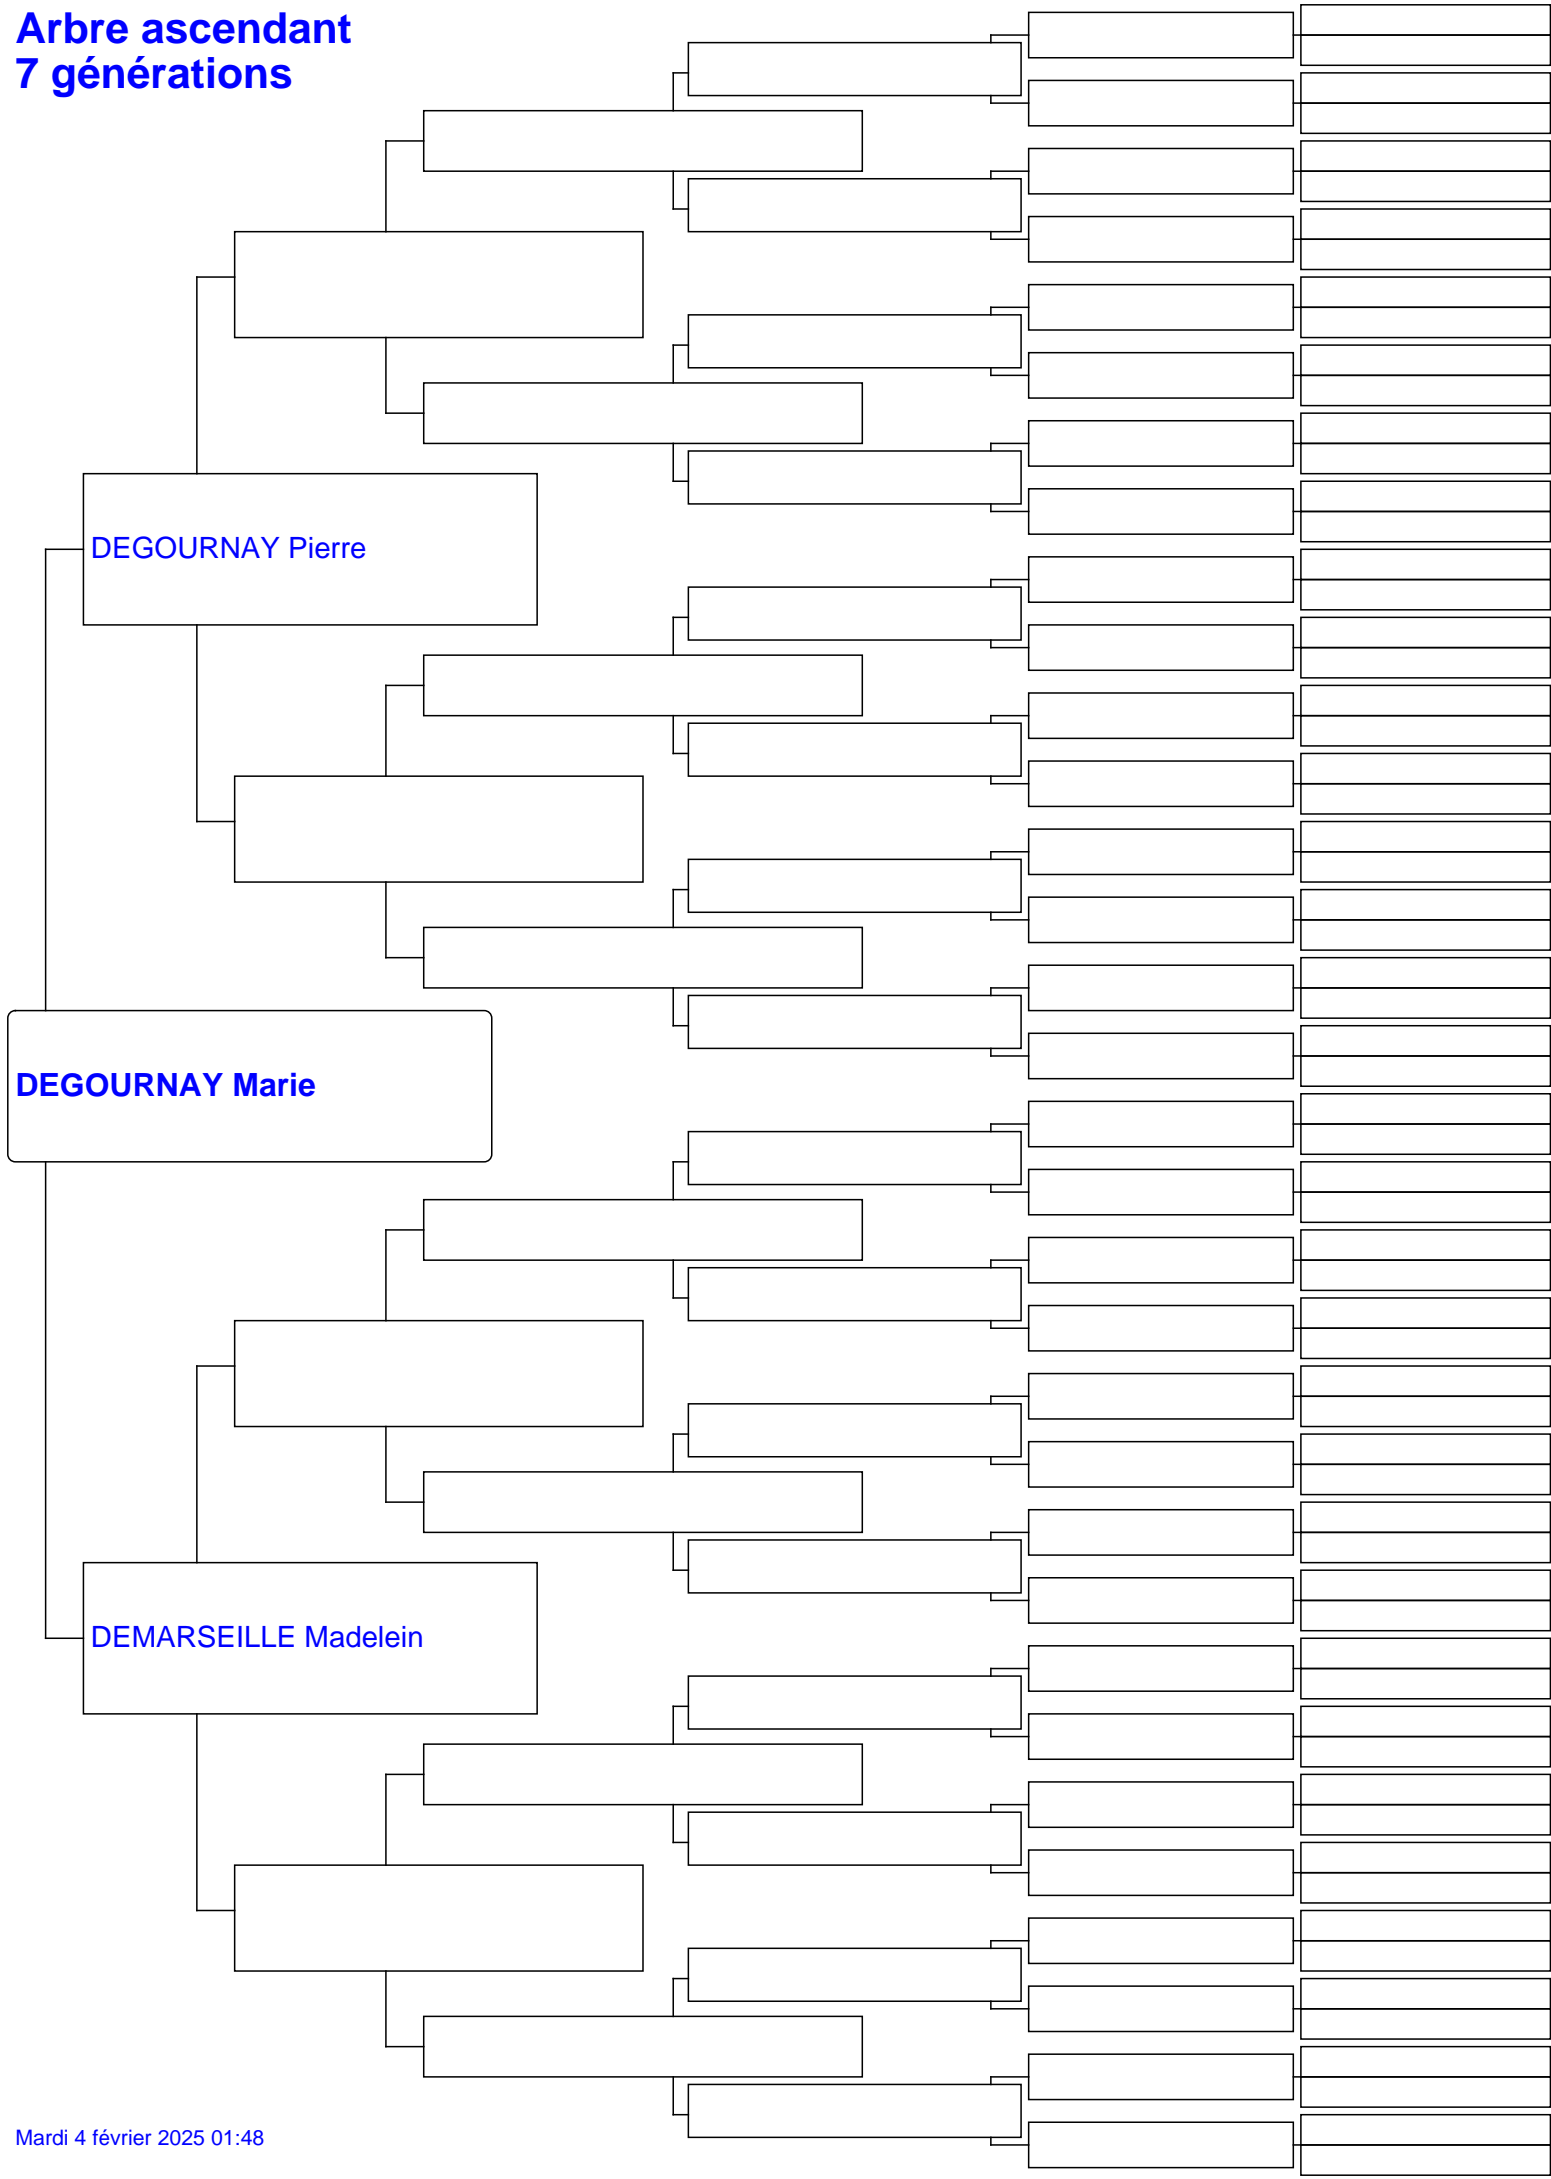 Arbre ascendant
7 générations
DEGOURNAY Pierre
DEGOURNAY Marie
DEMARSEILLE Madelein
Mardi 4 février 2025 01:48